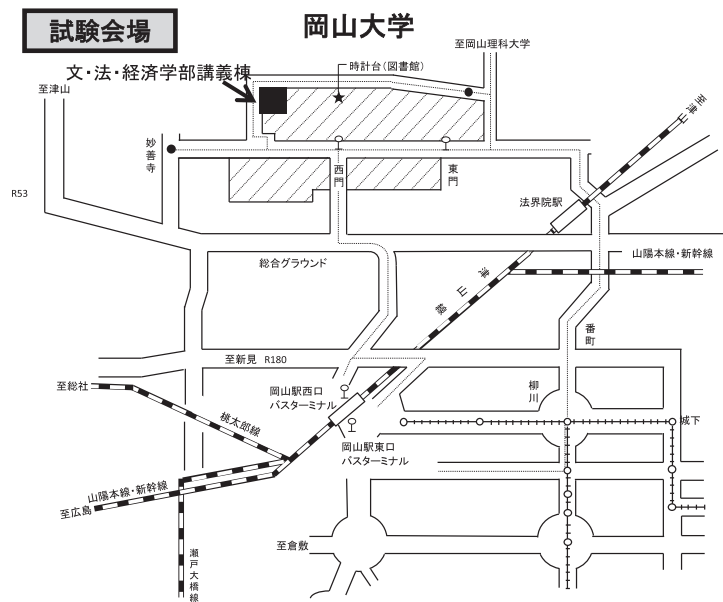 試験会場
岡山大学
至岡山理科大学
時計台(図書館)
文・法・経済学部講義棟
至津山
至津山
妙善寺
西門
東門
R53
法界院駅
山陽本線・新幹線
総合グラウンド
津山線
番町
至新見 R180
至総社
岡山駅西口
バスターミナル
柳川
桃太郎線
城下
岡山駅東口
バスターミナル
山陽本線・新幹線
至広島
至倉敷
瀬戸大橋線